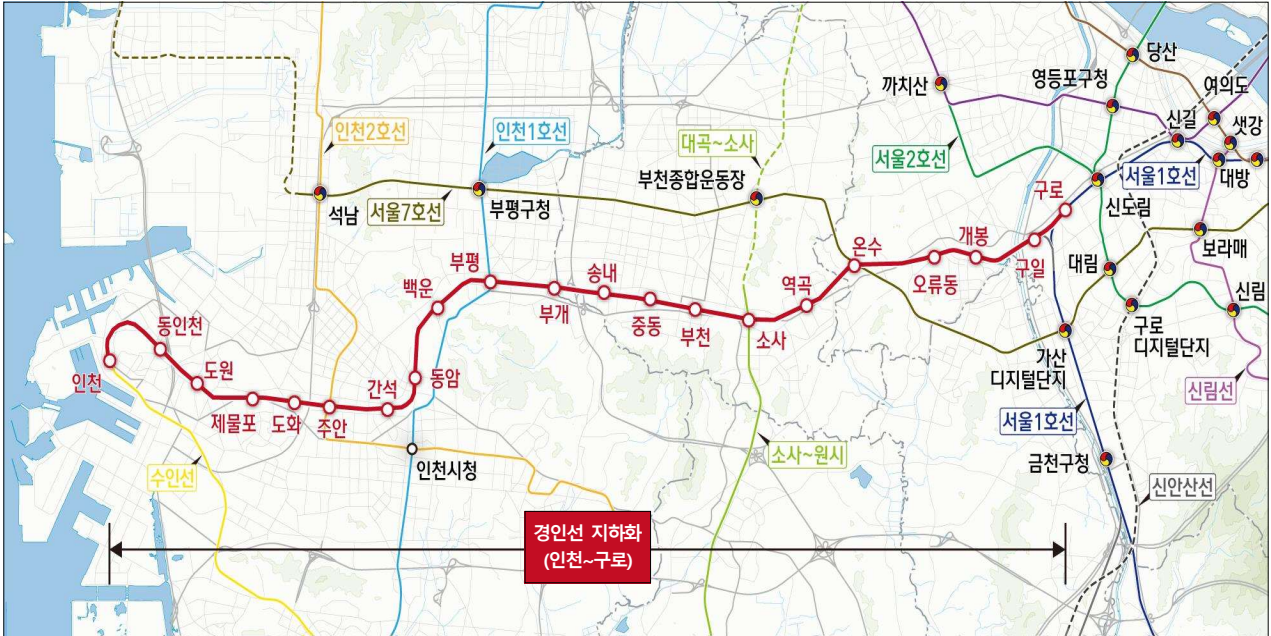 당산
까치산
영등포구청
여의도
신길
샛강
인천2호선
인천1호선
대곡~소사
서울2호선
서울1호선
대방
부천종합운동장
석남
서울7호선
부평구청
구로
신도림
보라매
온수
개봉
오류동
구일
대림
부평
송내
역곡
백운
부개
중동
부천
소사
신림
구로
디지털단지
가산
디지털단지
동인천
인천
도원
간석
동암
제물포
도화
주안
신림선
서울1호선
수인선
인천시청
소사~원시
금천구청
신안산선
경인선 지하화
(인천~구로)